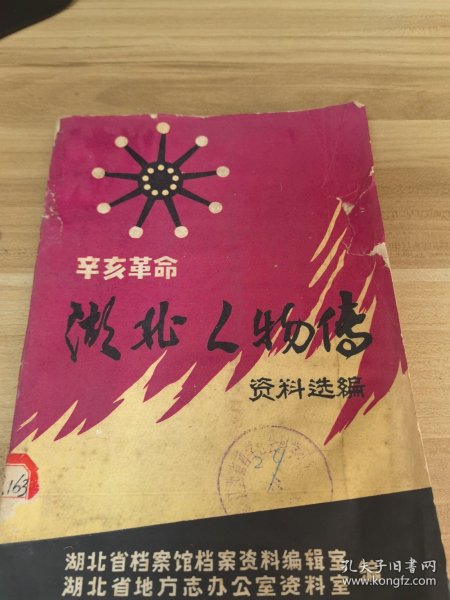 辛亥革命
湖北人物传
资料选编
163
湖北省档案馆档案资料编辑室
湖北省地方志办公室资料室
孔夫子旧书网
kongfz.com